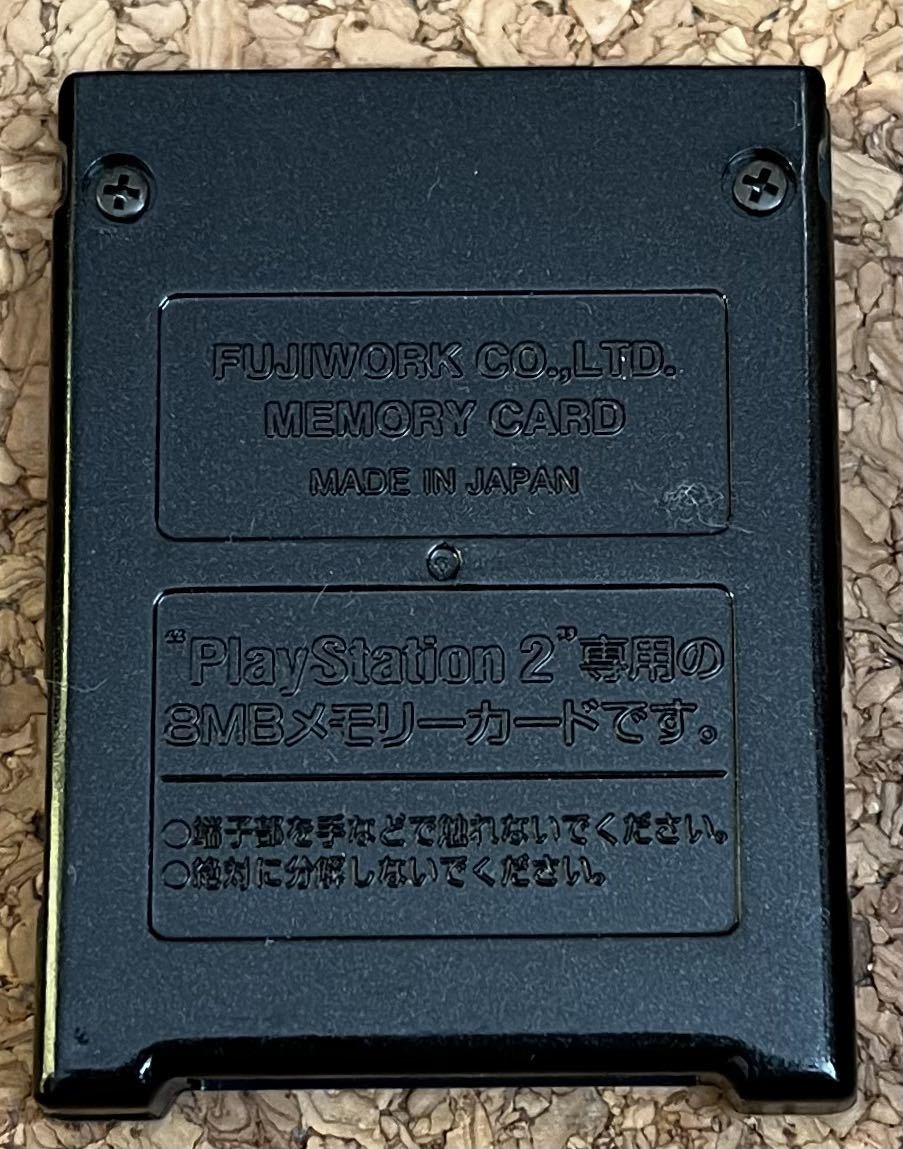 FUJIWORK CO.,LTD.
MEMORY CARD
MADE IN JAPAN
“PlayStation 2”専用の
8MBメモリーカードです。
○端子部を手などで触れないでください。
○絶対に分解しないでください。